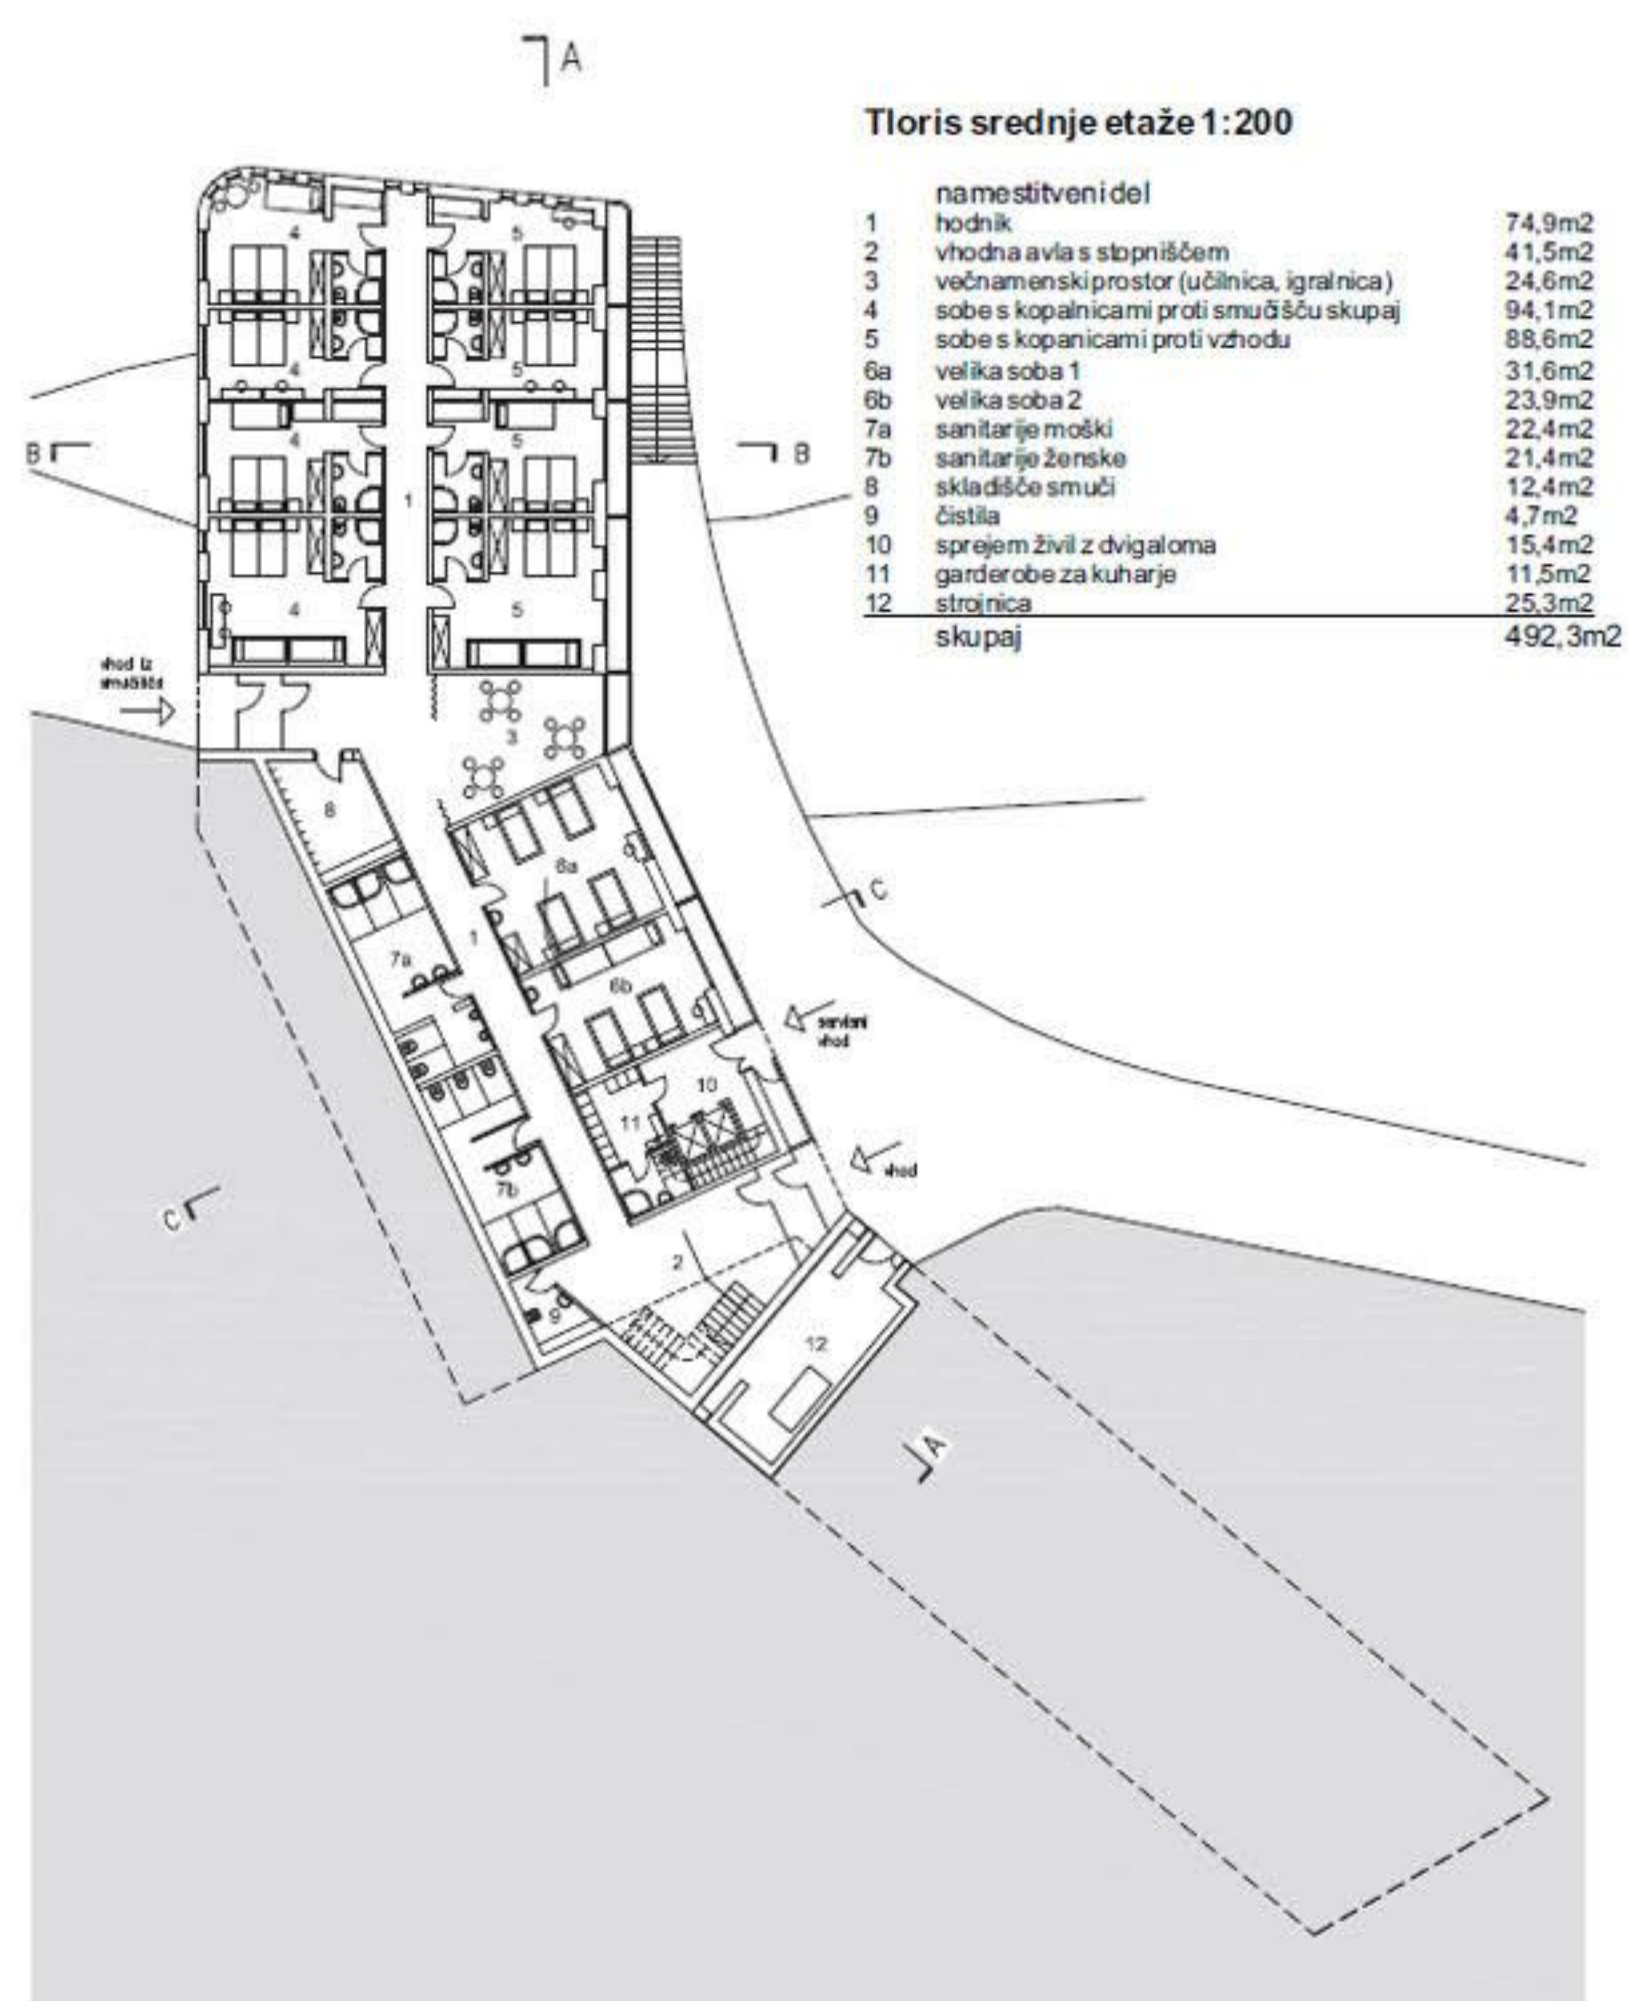 A
Tloris srednje etaže 1:200
namestitveni del
1 hodnik 74,9m2
2 vhodna avla s stopniščem 41,5m2
3 večnamenski prostor (učilnica, igralnica) 24,6m2
4 sobe s kopalnicami proti smučišču skupaj 94,1m2
5 sobe s kopanicami proti vzhodu 88,6m2
6a velika soba 1 31,6m2
6b velika soba 2 23,9m2
7a sanitarije moški 22,4m2
7b sanitarije ženske 21,4m2
8 skladišče smuči 12,4m2
9 čistila 4,7m2
10 sprejem živil z dvigaloma 15,4m2
11 garderobe za kuharje 11,5m2
12 strojnica 25,3m2
skupaj 492,3m2
4 5
4 5
B 4 5 B
1
4 5
vhod iz
smučišča
3
8
6a
C
1
7a
6b
servisni
vhod
10
11
vhod
7b
C
2
9
12
A